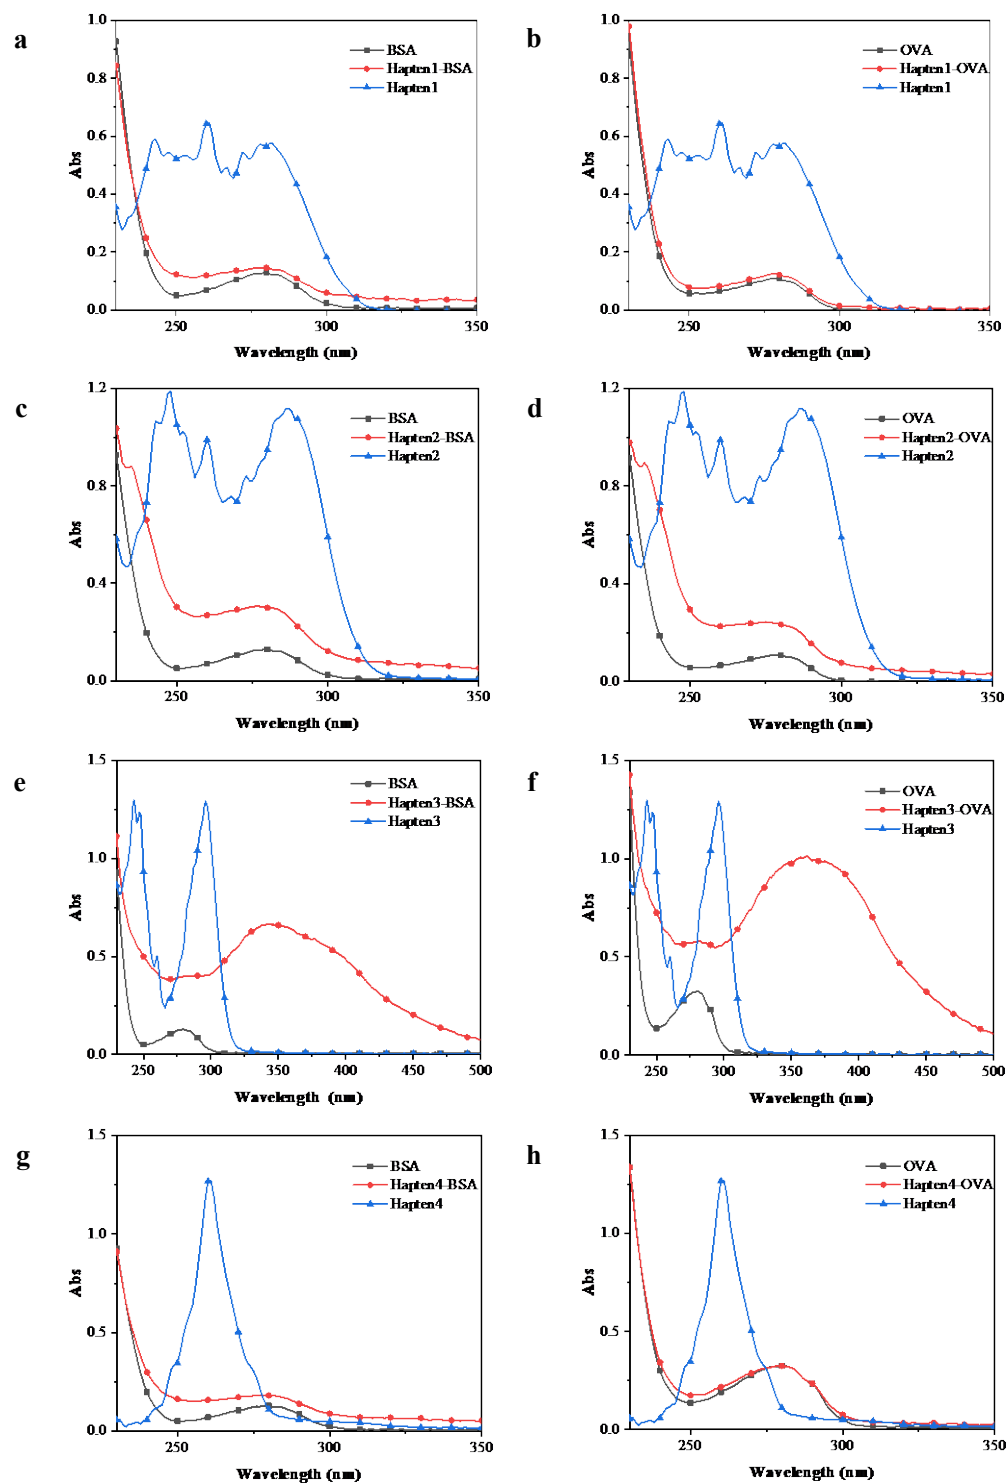 a
1.0
0.8
0.6
0.4
0.2
0.0
Abs
BSA
Hapten1-BSA
Hapten1
250
300
350
Wavelength (nm)
b
1.0
0.8
0.6
0.4
0.2
0.0
Abs
OVA
Hapten1-OVA
Hapten1
250
300
350
Wavelength (nm)
c
1.2
0.8
0.4
0.0
Abs
BSA
Hapten2-BSA
Hapten2
250
300
350
Wavelength (nm)
d
1.2
0.8
0.4
0.0
Abs
OVA
Hapten2-OVA
Hapten2
250
300
350
Wavelength (nm)
e
1.5
1.0
0.5
0.0
Abs
BSA
Hapten3-BSA
Hapten3
250
300
350
400
450
500
Wavelength (nm)
f
1.5
1.0
0.5
0.0
Abs
OVA
Hapten3-OVA
Hapten3
250
300
350
400
450
500
Wavelength (nm)
g
1.5
1.0
0.5
0.0
Abs
BSA
Hapten4-BSA
Hapten4
250
300
350
Wavelength (nm)
h
1.5
1.0
0.5
0.0
Abs
OVA
Hapten4-OVA
Hapten4
250
300
350
Wavelength (nm)